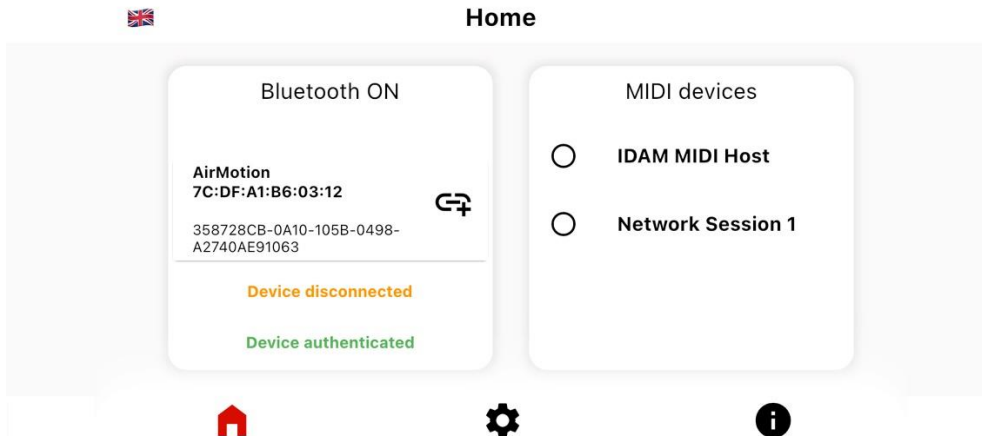 Home
Bluetooth ON
AirMotion
7C:DF:A1:B6:03:12
358728CB-0A10-105B-0498-
A2740AE91063
Device disconnected
Device authenticated
MIDI devices
IDAM MIDI Host
Network Session 1